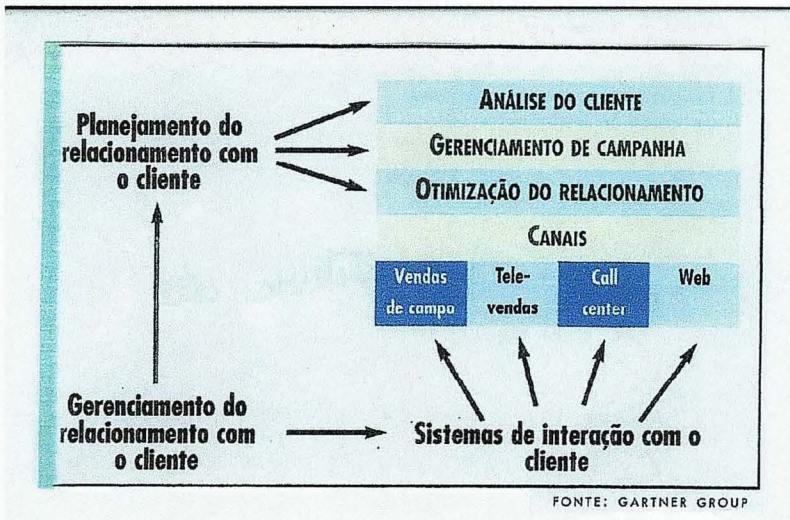 Planejamento do
relacionamento com
o cliente
ANÁLISE DO CLIENTE
GERENCIAMENTO DE CAMPANHA
OTIMIZAÇÃO DO RELACIONAMENTO
CANAIS
Vendas
de campo
Tele-
vendas
Call
center
Web
Gerenciamento do
relacionamento com
o cliente
Sistemas de interação com o
cliente
FONTE: GARTNER GROUP